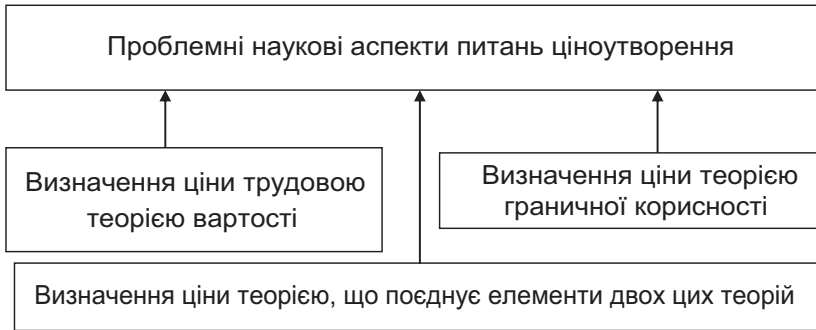 Проблемні наукові аспекти питань ціноутворення
Визначення ціни трудовою
теорією вартості
Визначення ціни теорією
граничної корисності
Визначення ціни теорією, що поєднує елементи двох цих теорій